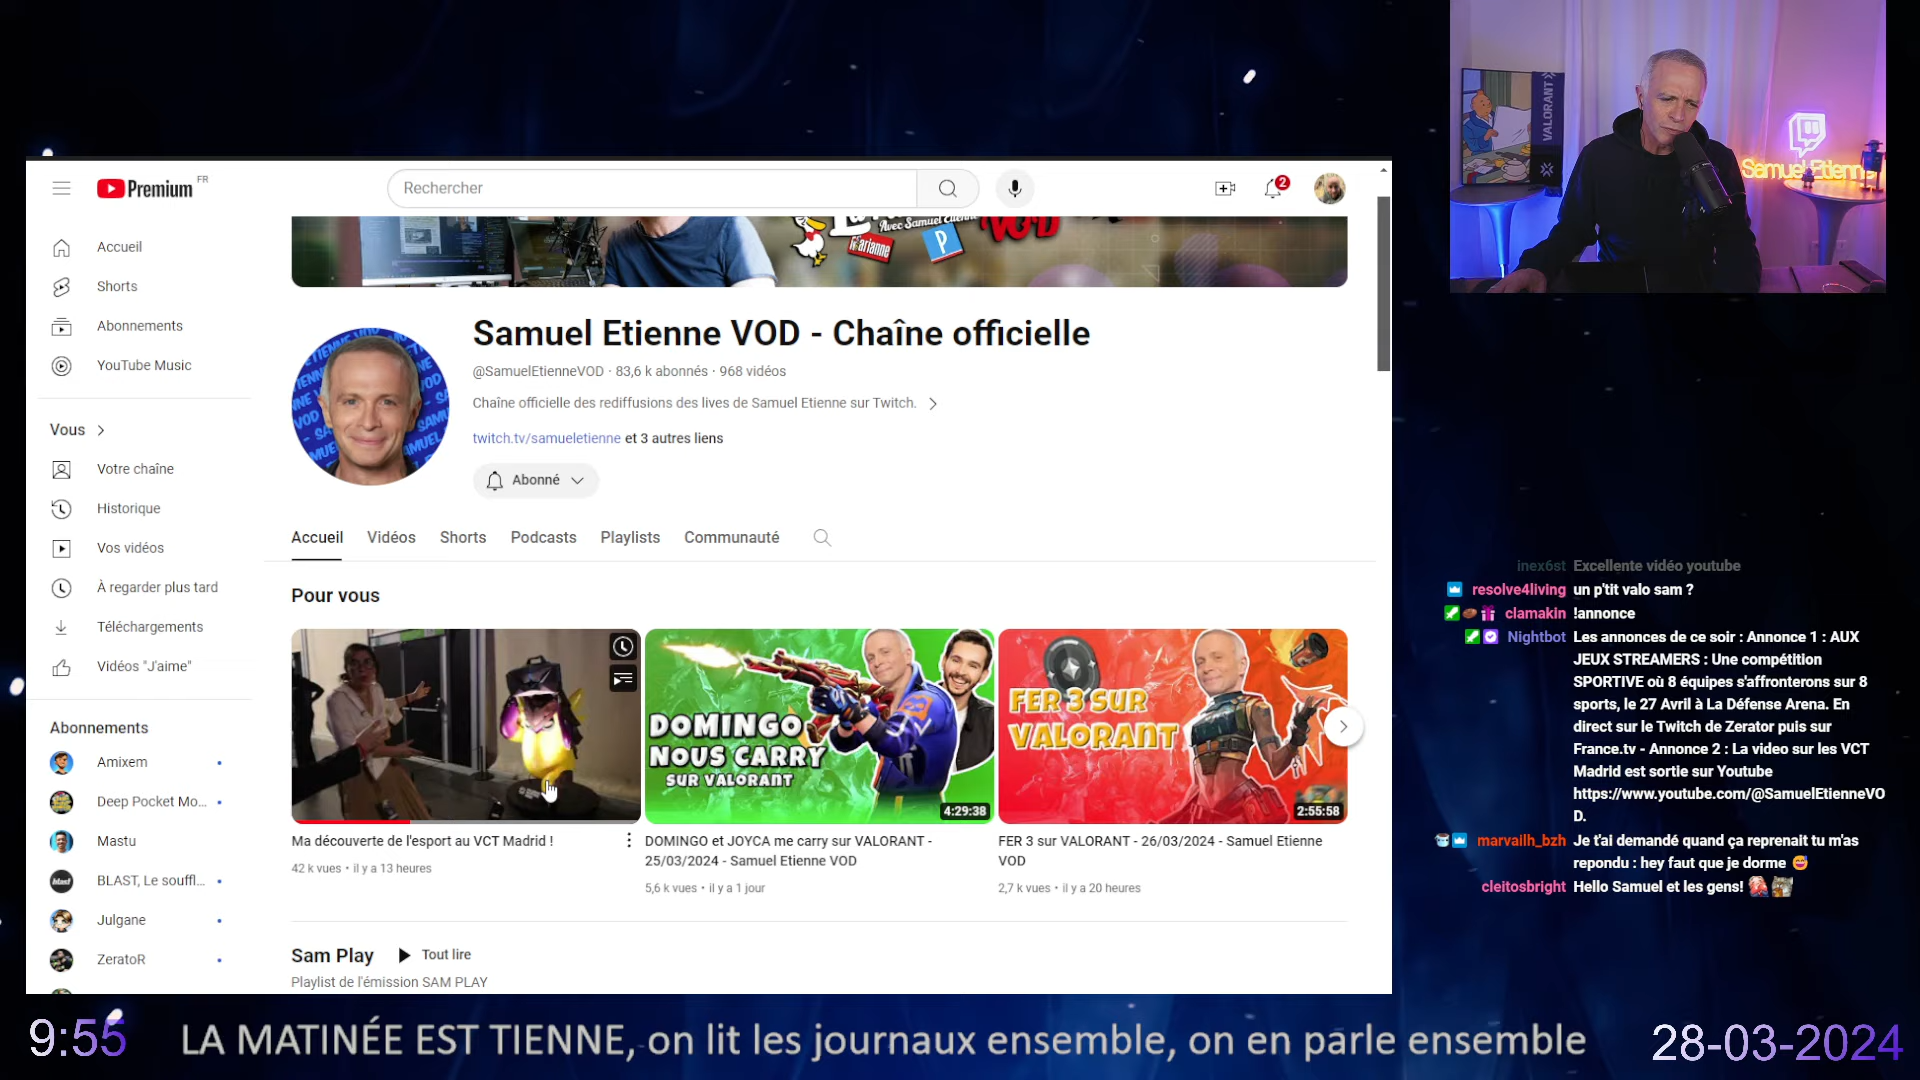 Premium FR
Rechercher
2
Avec Samuel Etienne
Marianne
P
VOD
Accueil
Shorts
Abonnements
YouTube Music
Vous
Votre chaîne
Historique
Vos vidéos
À regarder plus tard
Téléchargements
Vidéos "J'aime"
Abonnements
Amixem
Deep Pocket Mo...
Mastu
BLAST, Le souffl...
Julgane
ZeratoR
Samuel Etienne VOD - Chaîne officielle
@SamuelEtienneVOD · 83,6 k abonnés · 968 vidéos
Chaîne officielle des rediffusions des lives de Samuel Etienne sur Twitch.
twitch.tv/samueletienne et 3 autres liens
Abonné
Accueil Vidéos Shorts Podcasts Playlists Communauté
Pour vous
DOMINGO
NOUS CARRY
SUR VALORANT
4:29:38
FER 3 SUR
VALORANT
2:55:58
Ma découverte de l'esport au VCT Madrid !
42 k vues • il y a 13 heures
DOMINGO et JOYCA me carry sur VALORANT -
25/03/2024 - Samuel Etienne VOD
5,6 k vues • il y a 1 jour
FER 3 sur VALORANT - 26/03/2024 - Samuel Etienne
VOD
2,7 k vues • il y a 20 heures
Sam Play Tout lire
Playlist de l'émission SAM PLAY
VALORANT
Samuel Etienne
inex6st Excellente vidéo youtube
resolve4living un p'tit valo sam ?
clamakin !annonce
Nightbot Les annonces de ce soir : Annonce 1 : AUX
JEUX STREAMERS : Une compétition
SPORTIVE où 8 équipes s'affronterons sur 8
sports, le 27 Avril à La Défense Arena. En
direct sur le Twitch de Zerator puis sur
France.tv - Annonce 2 : La video sur les VCT
Madrid est sortie sur Youtube
https://www.youtube.com/@SamuelEtienneVO
D.
marvailh_bzh Je t'ai demandé quand ça reprenait tu m'as
repondu : hey faut que je dorme
cleitosbright Hello Samuel et les gens!
9:55
LA MATINÉE EST TIENNE, on lit les journaux ensemble, on en parle ensemble
28-03-2024